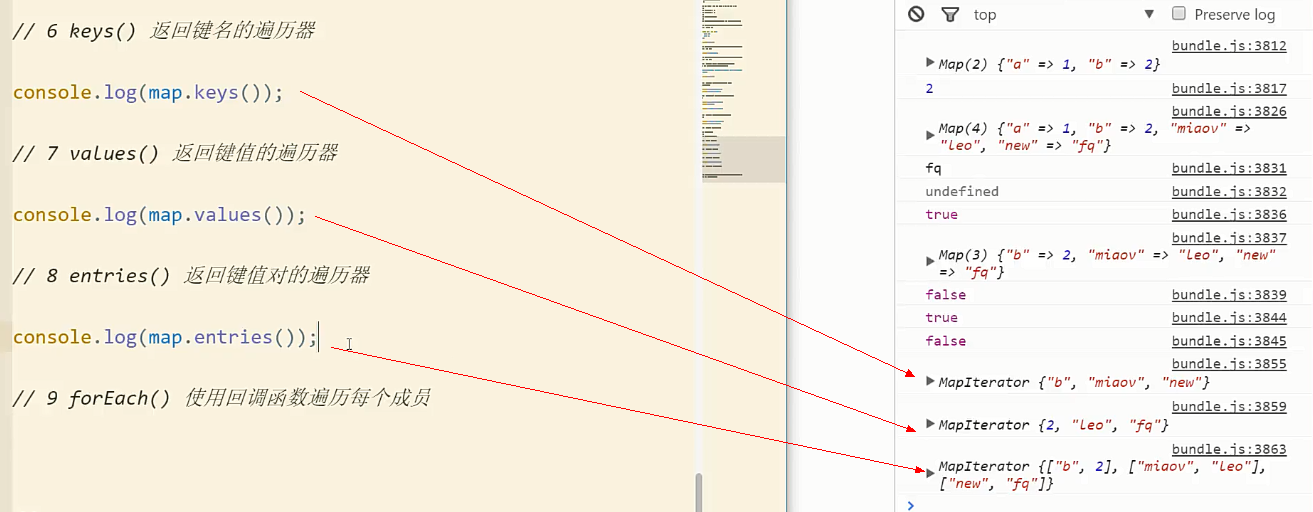 // 6 keys() 返回键名的遍历器
console.log(map.keys());
// 7 values() 返回键值的遍历器
console.log(map.values());
// 8 entries() 返回键值对的遍历器
console.log(map.entries());
// 9 forEach() 使用回调函数遍历每个成员
top
Preserve log
bundle.js:3812
Map(2) {"a" => 1, "b" => 2}
2 bundle.js:3817
bundle.js:3826
Map(4) {"a" => 1, "b" => 2, "miaov" =>
"leo", "new" => "fq"}
fq bundle.js:3831
undefined bundle.js:3832
true bundle.js:3836
bundle.js:3837
Map(3) {"b" => 2, "miaov" => "leo", "new"
=> "fq"}
false bundle.js:3839
true bundle.js:3844
false bundle.js:3845
bundle.js:3855
MapIterator {"b", "miaov", "new"}
bundle.js:3859
MapIterator {2, "leo", "fq"}
bundle.js:3863
MapIterator {["b", 2], ["miaov", "leo"],
["new", "fq"]}